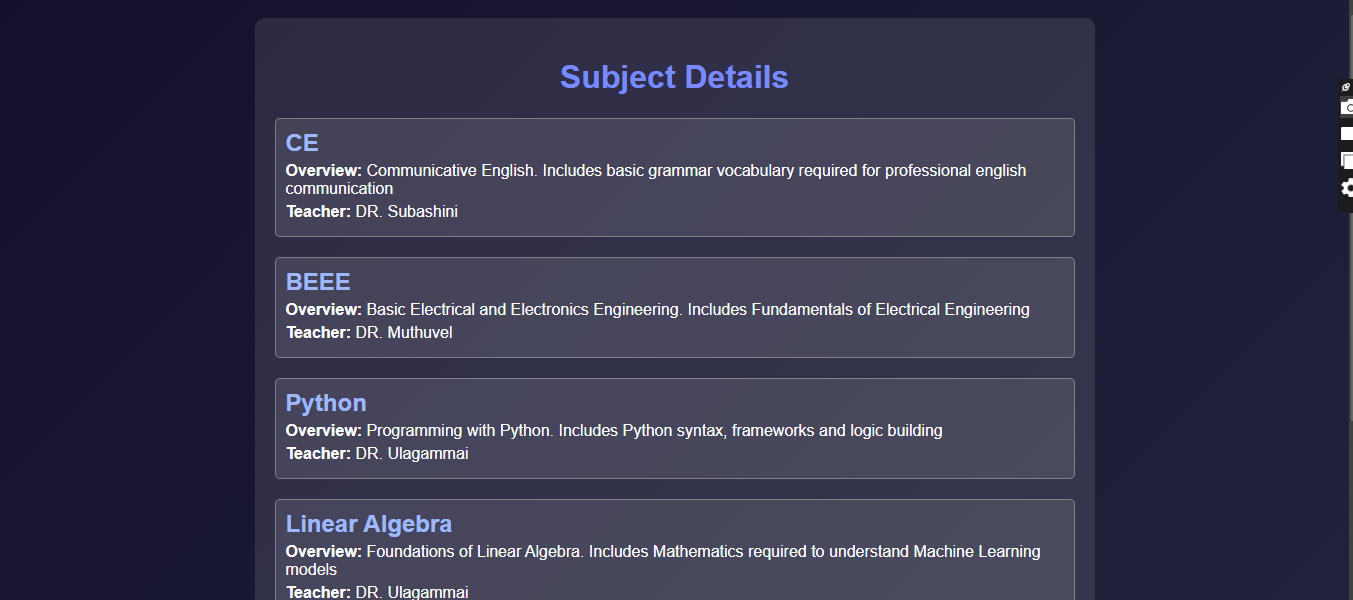 Subject Details
CE
Overview: Communicative English. Includes basic grammar vocabulary required for professional english
communication
Teacher: DR. Subashini
BEEE
Overview: Basic Electrical and Electronics Engineering. Includes Fundamentals of Electrical Engineering
Teacher: DR. Muthuvel
Python
Overview: Programming with Python. Includes Python syntax, frameworks and logic building
Teacher: DR. Ulagammai
Linear Algebra
Overview: Foundations of Linear Algebra. Includes Mathematics required to understand Machine Learning
models
Teacher: DR. Ulagammai